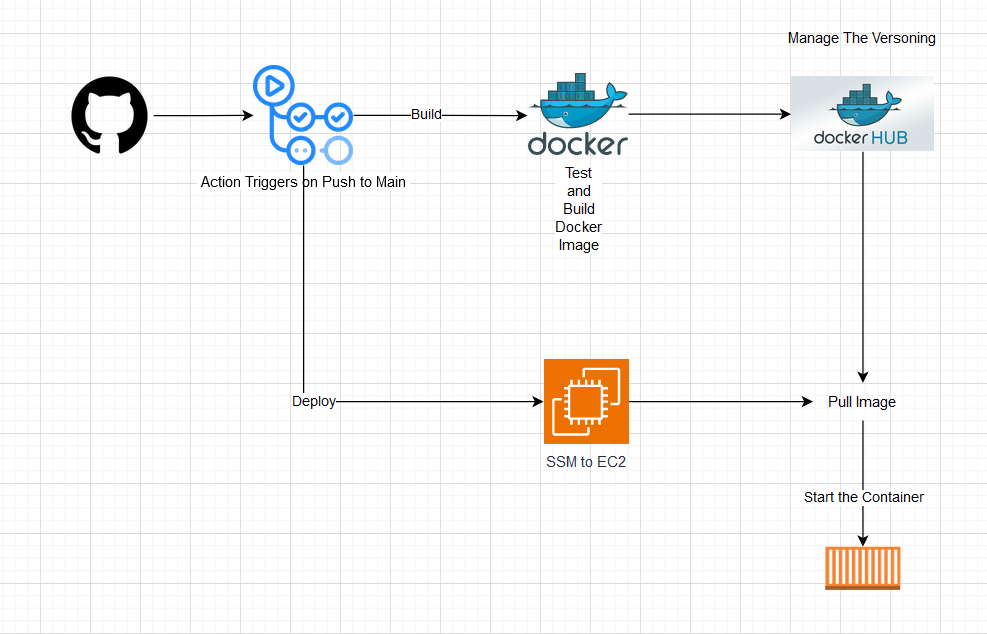 Manage The Versoning
Build
docker
docker HUB
Action Triggers on Push to Main
Test
and
Build
Docker
Image
Deploy
Pull Image
SSM to EC2
Start the Container